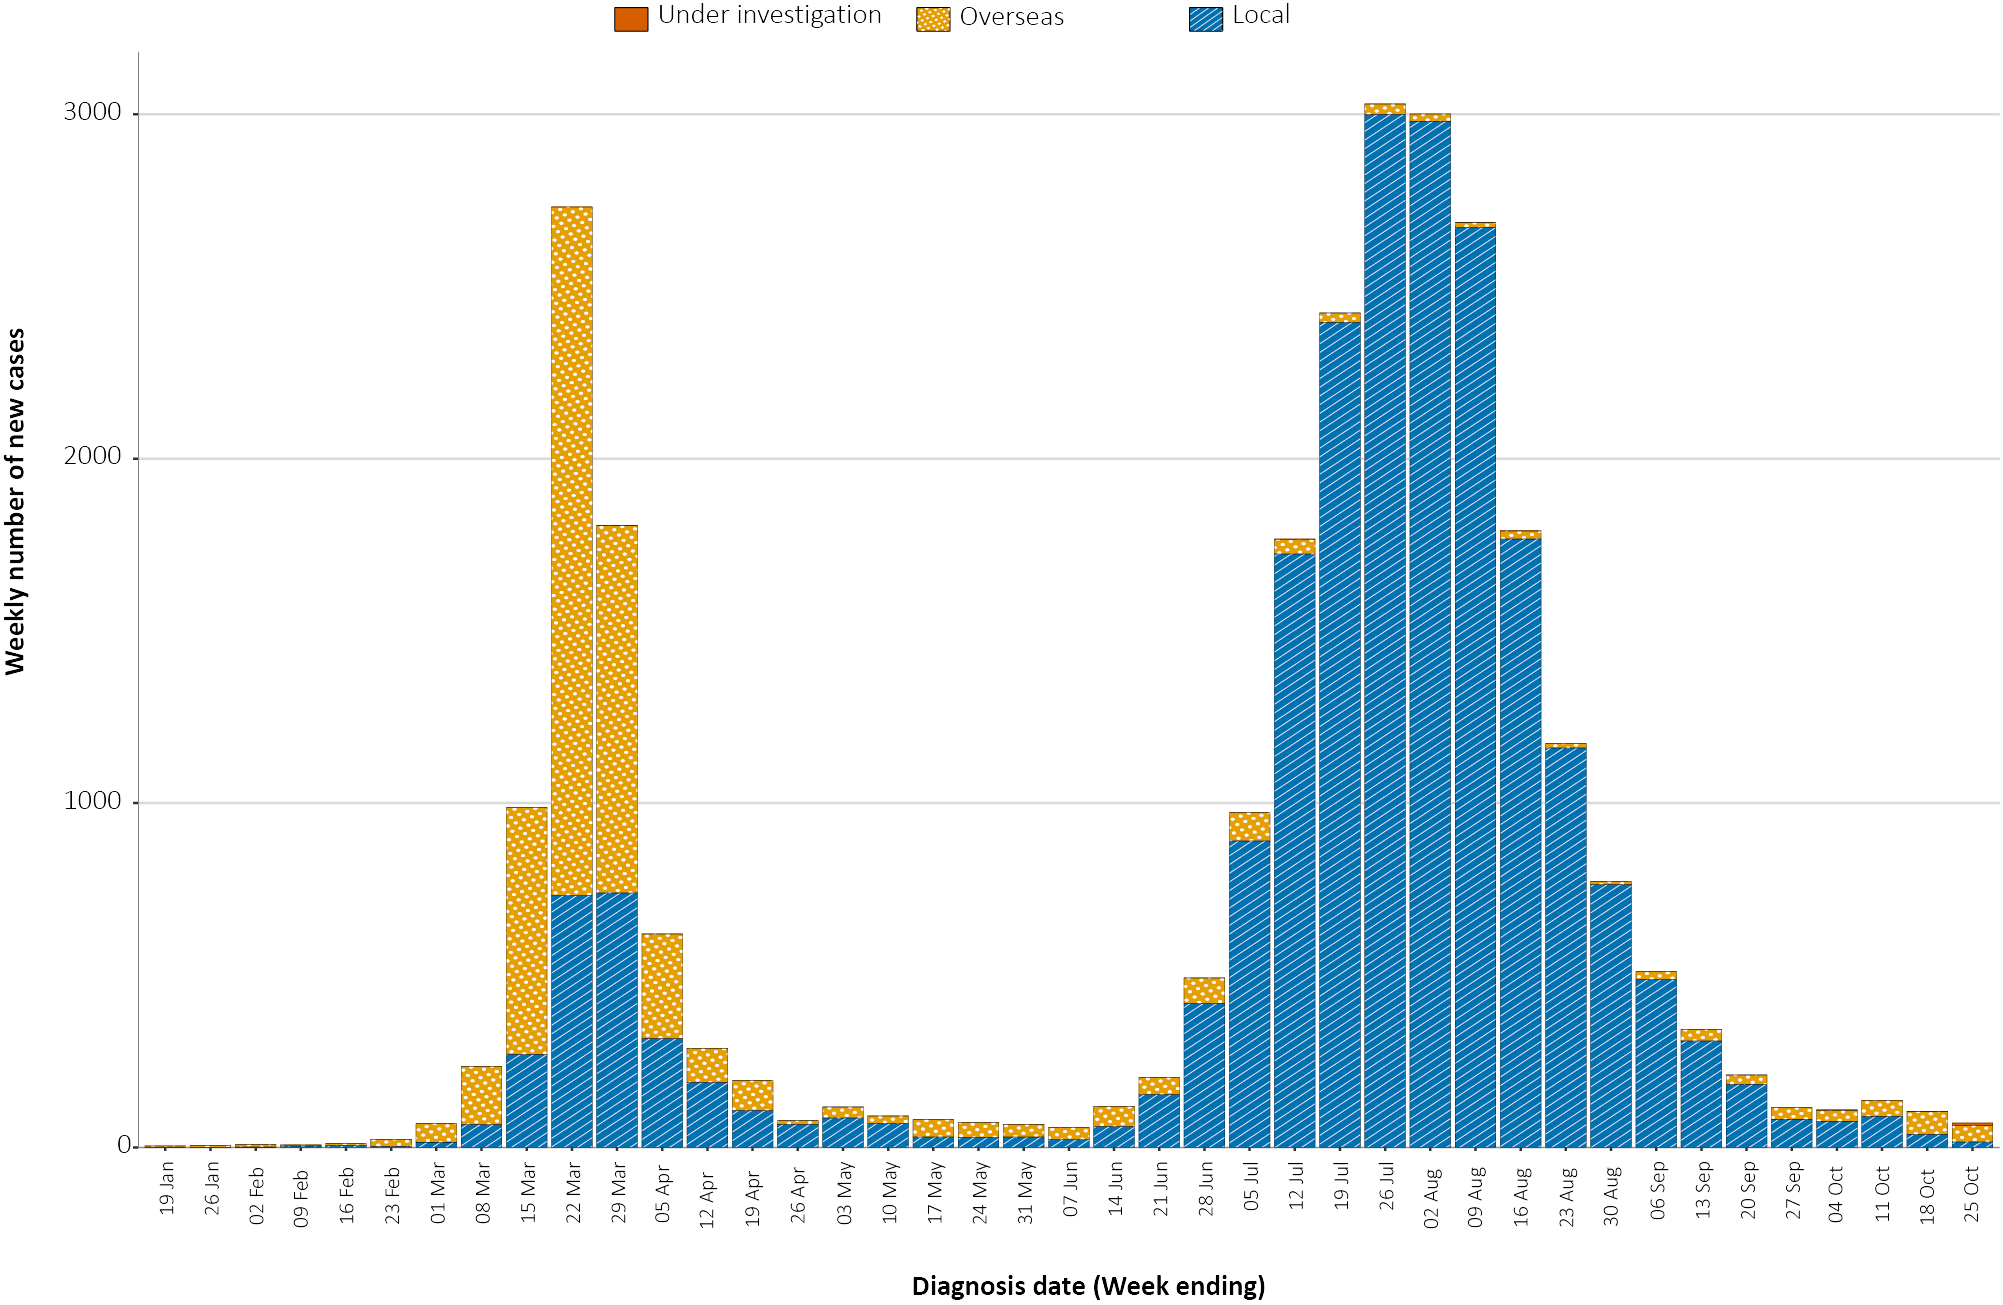 Under investigation Overseas Local
Weekly number of new cases
3000
2000
1000
0
19 Jan 26 Jan 02 Feb 09 Feb 16 Feb 23 Feb 01 Mar 08 Mar 15 Mar 22 Mar 29 Mar 05 Apr 12 Apr 19 Apr 26 Apr 03 May 10 May 17 May 24 May 31 May 07 Jun 14 Jun 21 Jun 28 Jun 05 Jul 12 Jul 19 Jul 26 Jul 02 Aug 09 Aug 16 Aug 23 Aug 30 Aug 06 Sep 13 Sep 20 Sep 27 Sep 04 Oct 11 Oct 18 Oct 25 Oct
Diagnosis date (Week ending)